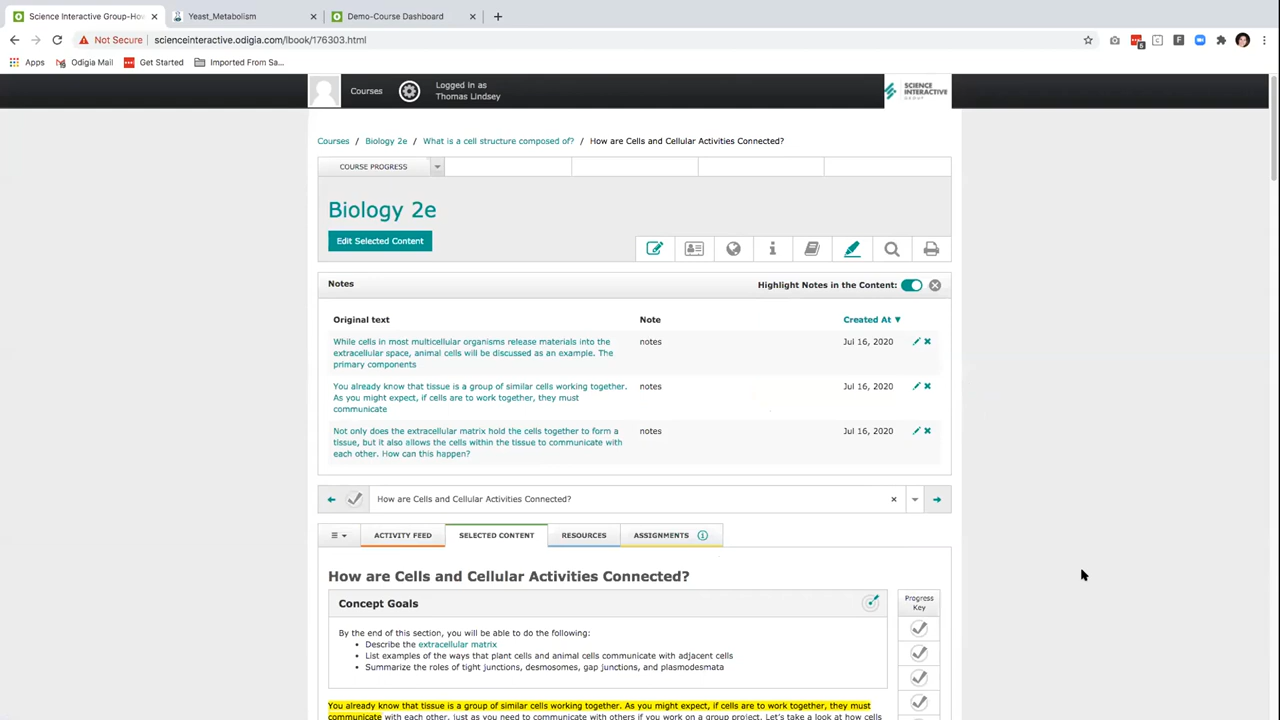 Science Interactive Group-How
Yeast_Metabolism
Demo-Course Dashboard
Not Secure
scienceinteractive.odigia.com/lbook/176303.html
Apps
Odigia Mail
Get Started
Imported From Sa...
Courses
Logged in as
Thomas Lindsey
SCIENCE
INTERACTIVE
GROUP
Courses / Biology 2e / What is a cell structure composed of? / How are Cells and Cellular Activities Connected?
COURSE PROGRESS
Biology 2e
Edit Selected Content
Notes
Highlight Notes in the Content:
Original text
Note
Created At ▼
While cells in most multicellular organisms release materials into the
extracellular space, animal cells will be discussed as an example. The
primary components
notes
Jul 16, 2020
You already know that tissue is a group of similar cells working together.
As you might expect, if cells are to work together, they must
communicate
notes
Jul 16, 2020
Not only does the extracellular matrix hold the cells together to form a
tissue, but it also allows the cells within the tissue to communicate with
each other. How can this happen?
notes
Jul 16, 2020
How are Cells and Cellular Activities Connected?
ACTIVITY FEED
SELECTED CONTENT
RESOURCES
ASSIGNMENTS
How are Cells and Cellular Activities Connected?
Concept Goals
Progress
Key
By the end of this section, you will be able to do the following:
• Describe the extracellular matrix
• List examples of the ways that plant cells and animal cells communicate with adjacent cells
• Summarize the roles of tight junctions, desmosomes, gap junctions, and plasmodesmata
You already know that tissue is a group of similar cells working together. As you might expect, if cells are to work together, they must
communicate with each other, just as you need to communicate with others if you work on a group project. Let's take a look at how cells